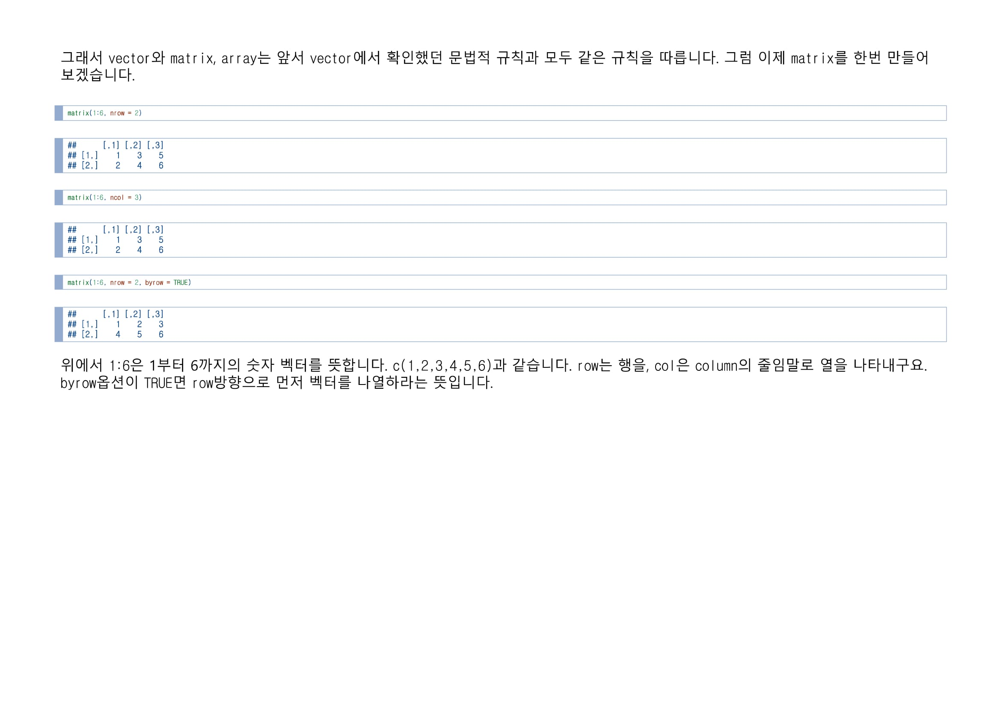 그래서 vector와 matrix, array는 앞서 vector에서 확인했던 문법적 규칙과 모두 같은 규칙을 따릅니다. 그럼 이제 matrix를 한번 만들어
보겠습니다.
matrix(1:6, nrow = 2)
##      [,1] [,2] [,3]
## [1,]    1    3    5
## [2,]    2    4    6
matrix(1:6, ncol = 3)
##      [,1] [,2] [,3]
## [1,]    1    3    5
## [2,]    2    4    6
matrix(1:6, nrow = 2, byrow = TRUE)
##      [,1] [,2] [,3]
## [1,]    1    2    3
## [2,]    4    5    6
위에서 1:6은 1부터 6까지의 숫자 벡터를 뜻합니다. c(1,2,3,4,5,6)과 같습니다. row는 행을, col은 column의 줄임말로 열을 나타내구요.
byrow옵션이 TRUE면 row방향으로 먼저 벡터를 나열하라는 뜻입니다.